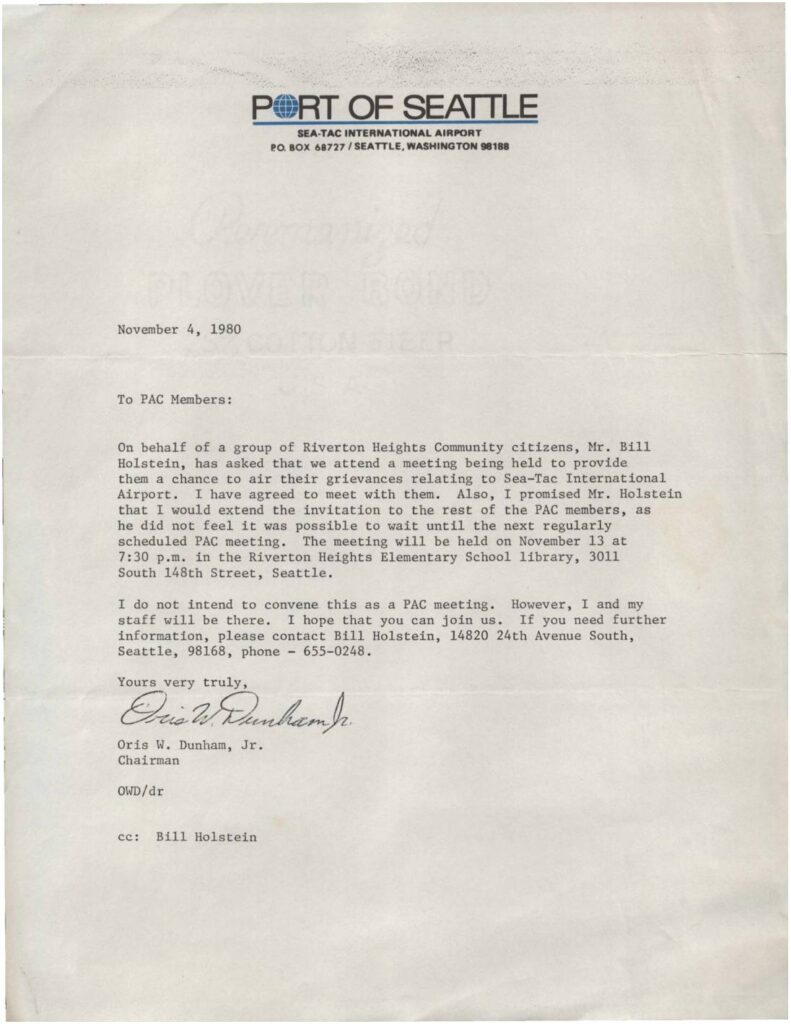 PORT OF SEATTLE
SEA-TAC INTERNATIONAL AIRPORT
P.O. BOX 68727 / SEATTLE, WASHINGTON 98188
Permanized
PLOVER BOND
COTTON FIBER
U S A
November 4, 1980
To PAC Members:
On behalf of a group of Riverton Heights Community citizens, Mr. Bill
Holstein, has asked that we attend a meeting being held to provide
them a chance to air their grievances relating to Sea-Tac International
Airport. I have agreed to meet with them. Also, I promised Mr. Holstein
that I would extend the invitation to the rest of the PAC members, as
he did not feel it was possible to wait until the next regularly
scheduled PAC meeting. The meeting will be held on November 13 at
7:30 p.m. in the Riverton Heights Elementary School library, 3011
South 148th Street, Seattle.
I do not intend to convene this as a PAC meeting. However, I and my
staff will be there. I hope that you can join us. If you need further
information, please contact Bill Holstein, 14820 24th Avenue South,
Seattle, 98168, phone - 655-0248.
Yours very truly,
Oris W. Dunham Jr.
Oris W. Dunham, Jr.
Chairman
OWD/dr
cc: Bill Holstein